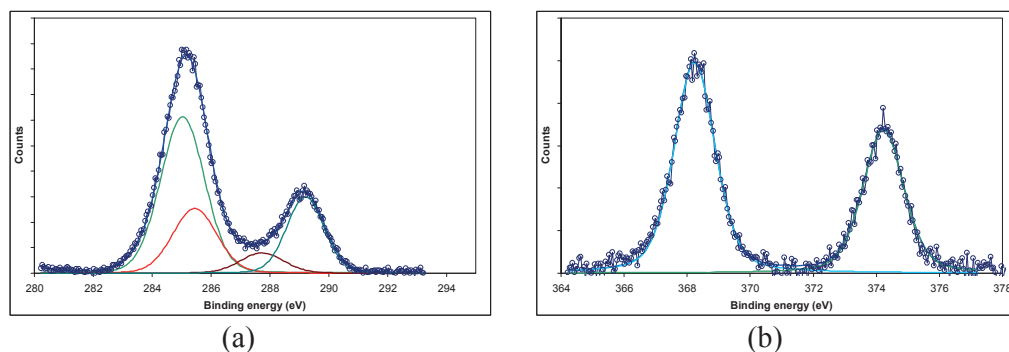 Counts
280 282 284 286 288 290 292 294
Binding energy (eV)
(a)
Counts
364 366 368 370 372 374 376 378
Binding energy (eV)
(b)